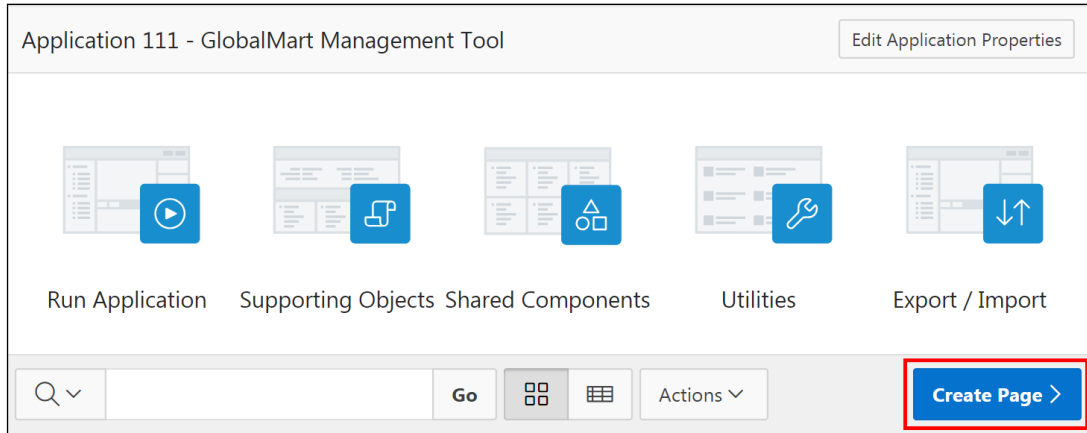 Application 111 - GlobalMart Management Tool
Edit Application Properties
Run Application
Supporting Objects
Shared Components
Utilities
Export / Import
Go
Actions
Create Page